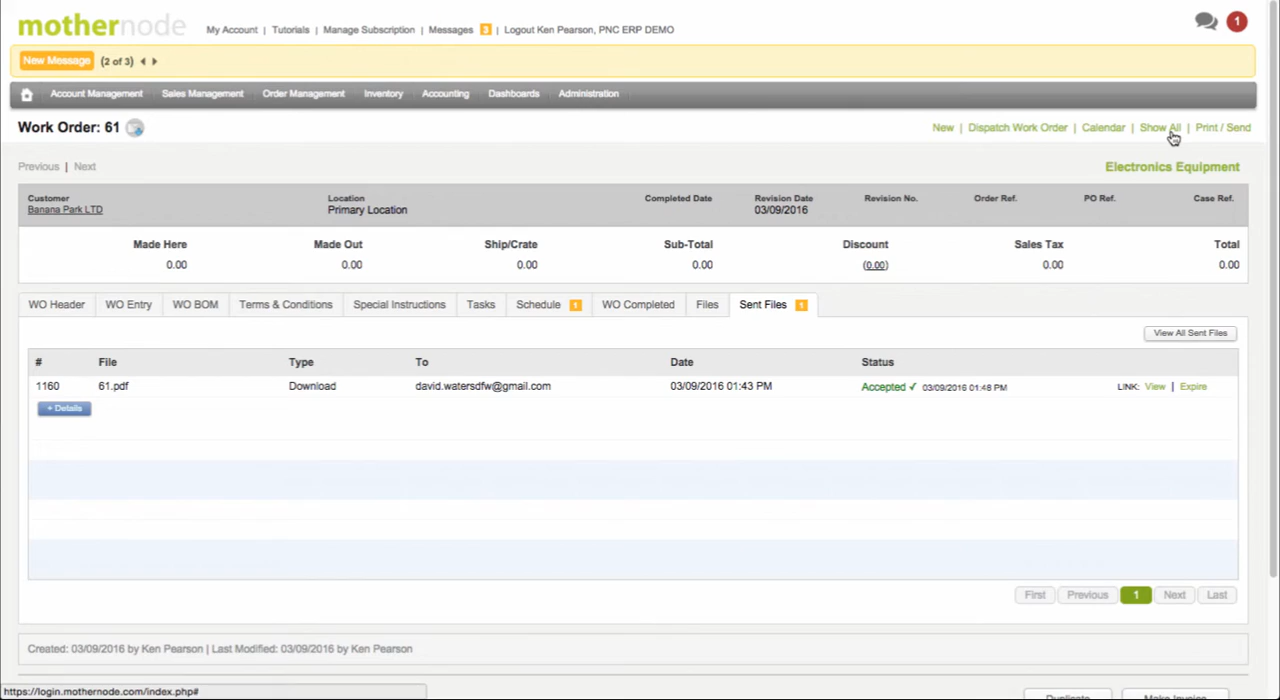 mothernode My Account | Tutorials | Manage Subscription | Messages 3 | Logout Ken Pearson, PNC ERP DEMO 1
New Message (2 of 3)
Account Management Sales Management Order Management Inventory Accounting Dashboards Administration
Work Order: 61 New | Dispatch Work Order | Calendar | Show All | Print / Send
Previous | Next Electronics Equipment
Customer Location Completed Date Revision Date Revision No. Order Ref. PO Ref. Case Ref.
Banana Park LTD Primary Location 03/09/2016
Made Here Made Out Ship/Crate Sub-Total Discount Sales Tax Total
0.00 0.00 0.00 0.00 (0.00) 0.00 0.00
WO Header WO Entry WO BOM Terms & Conditions Special Instructions Tasks Schedule 1 WO Completed Files Sent Files 1
View All Sent Files
# File Type To Date Status
1160 61.pdf Download david.watersdfw@gmail.com 03/09/2016 01:43 PM Accepted ✓ 03/09/2016 01:48 PM LINK: View | Expire
+ Details
First Previous 1 Next Last
Created: 03/09/2016 by Ken Pearson | Last Modified: 03/09/2016 by Ken Pearson
https://login.mothernode.com/index.php#
Duplicate Make Invoice